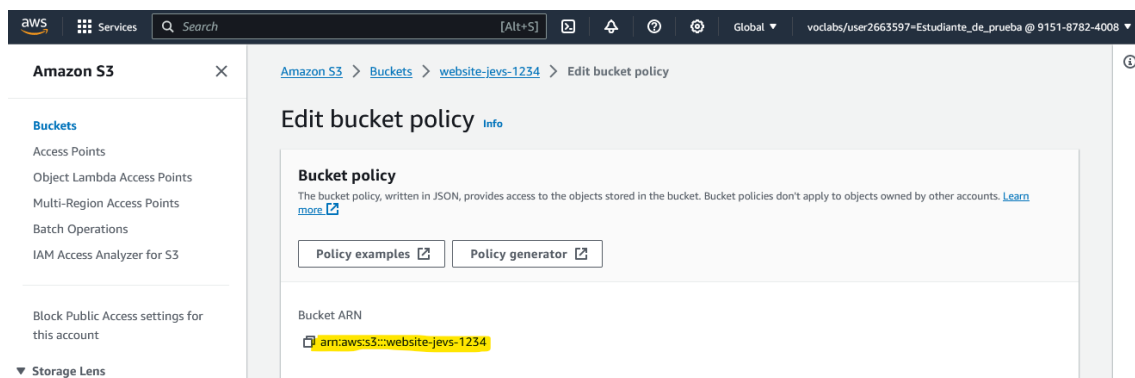 aws
Services
Search
[Alt+S]
Global ▼
voclabs/user2663597=Estudiante_de_prueba @ 9151-8782-4008 ▼
Amazon S3
Amazon S3 > Buckets > website-jevs-1234 > Edit bucket policy
Edit bucket policy Info
Buckets
Access Points
Object Lambda Access Points
Multi-Region Access Points
Batch Operations
IAM Access Analyzer for S3
Block Public Access settings for
this account
▼ Storage Lens
Bucket policy
The bucket policy, written in JSON, provides access to the objects stored in the bucket. Bucket policies don't apply to objects owned by other accounts. Learn
more
Policy examples
Policy generator
Bucket ARN
arn:aws:s3:::website-jevs-1234